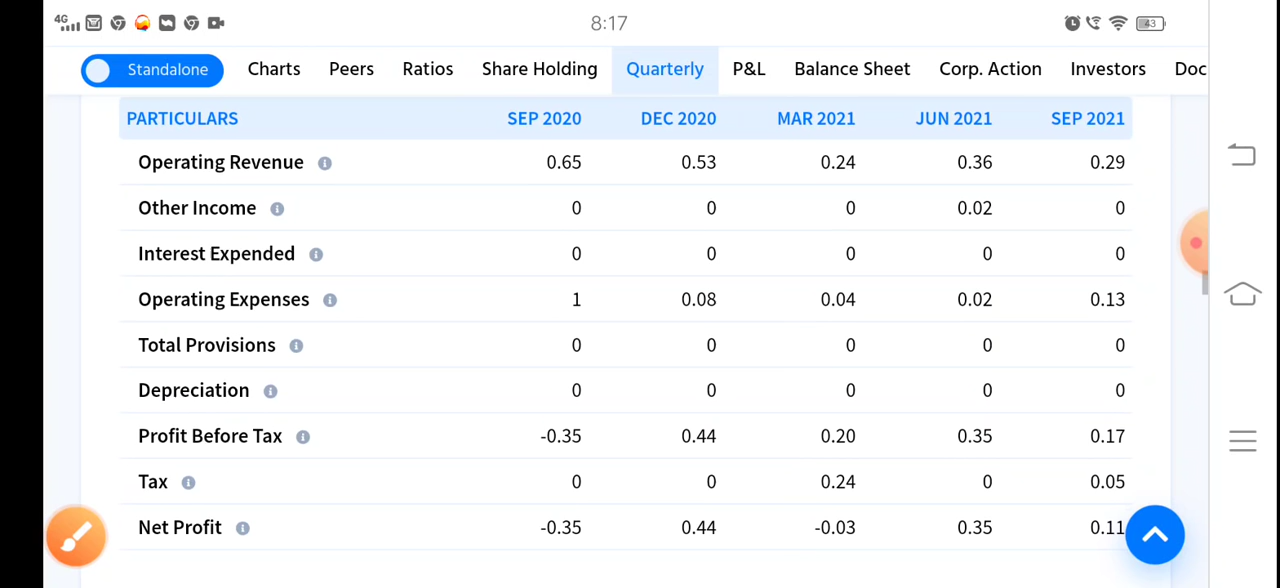 4G 8:17 43
Standalone Charts Peers Ratios Share Holding Quarterly P&L Balance Sheet Corp. Action Investors Doc
PARTICULARS SEP 2020 DEC 2020 MAR 2021 JUN 2021 SEP 2021
Operating Revenue 0.65 0.53 0.24 0.36 0.29
Other Income 0 0 0 0.02 0
Interest Expended 0 0 0 0 0
Operating Expenses 1 0.08 0.04 0.02 0.13
Total Provisions 0 0 0 0 0
Depreciation 0 0 0 0 0
Profit Before Tax -0.35 0.44 0.20 0.35 0.17
Tax 0 0 0.24 0 0.05
Net Profit -0.35 0.44 -0.03 0.35 0.11